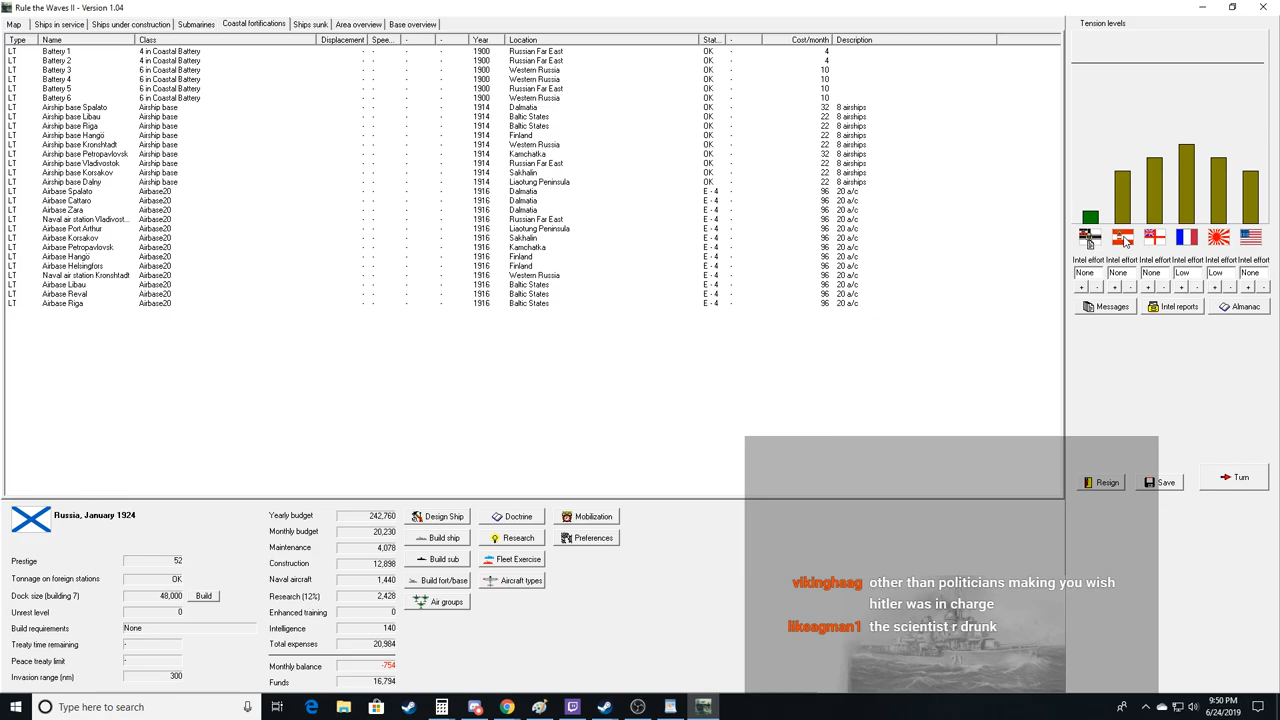 Rule the Waves II - Version 1.04
Map Ships in service Ships under construction Submarines Coastal fortifications Ships sunk Area overview Base overview
Type Name Class Displacement Spee... - - Year Location Stat... - Cost/month Description
LT Battery 1 4 in Coastal Battery - - - - 1900 Russian Far East OK - 4
LT Battery 2 4 in Coastal Battery - - - - 1900 Russian Far East OK - 4
LT Battery 3 6 in Coastal Battery - - - - 1900 Western Russia OK - 10
LT Battery 4 6 in Coastal Battery - - - - 1900 Western Russia OK - 10
LT Battery 5 6 in Coastal Battery - - - - 1900 Western Russia OK - 10
LT Battery 6 6 in Coastal Battery - - - - 1900 Western Russia OK - 10
LT Airship base Spalato Airship base - - - - 1914 Dalmatia OK - 32 8 airships
LT Airship base Libau Airship base - - - - 1914 Baltic States OK - 22 8 airships
LT Airship base Riga Airship base - - - - 1914 Baltic States OK - 22 8 airships
LT Airship base Hangö Airship base - - - - 1914 Finland OK - 22 8 airships
LT Airship base Kronshtadt Airship base - - - - 1914 Western Russia OK - 22 8 airships
LT Airship base Petropavlovsk Airship base - - - - 1914 Kamchatka OK - 32 8 airships
LT Airship base Vladivostok Airship base - - - - 1914 Russian Far East OK - 22 8 airships
LT Airship base Korsakov Airship base - - - - 1914 Sakhalin OK - 22 8 airships
LT Airship base Dalny Airship base - - - - 1914 Liaotung Peninsula OK - 22 8 airships
LT Airbase Spalato Airbase20 - - - - 1916 Dalmatia E - 4 - 96 20 a/c
LT Airbase Cattaro Airbase20 - - - - 1916 Dalmatia E - 4 - 96 20 a/c
LT Airbase Zara Airbase20 - - - - 1916 Dalmatia E - 4 - 96 20 a/c
LT Naval air station Vladivost... Airbase20 - - - - 1916 Russian Far East E - 4 - 96 20 a/c
LT Airbase Port Arthur Airbase20 - - - - 1916 Liaotung Peninsula E - 4 - 96 20 a/c
LT Airbase Korsakov Airbase20 - - - - 1916 Sakhalin E - 4 - 96 20 a/c
LT Airbase Petropavlovsk Airbase20 - - - - 1916 Kamchatka E - 4 - 96 20 a/c
LT Airbase Hangö Airbase20 - - - - 1916 Finland E - 4 - 96 20 a/c
LT Airbase Helsingfors Airbase20 - - - - 1916 Finland E - 4 - 96 20 a/c
LT Naval air station Kronshtadt Airbase20 - - - - 1916 Western Russia E - 4 - 96 20 a/c
LT Airbase Libau Airbase20 - - - - 1916 Baltic States E - 4 - 96 20 a/c
LT Airbase Reval Airbase20 - - - - 1916 Baltic States E - 4 - 96 20 a/c
LT Airbase Riga Airbase20 - - - - 1916 Baltic States E - 4 - 96 20 a/c
Tension levels
Intel effort Intel effort Intel effort Intel effort Intel effort Intel effort
None None None Low Low None
+ - + - + - + - + - + -
Messages Intel reports Almanac
Resign Save Turn
Russia, January 1924
Prestige 52
Tonnage on foreign stations OK
Dock size (building 7) 48,000 Build
Unrest level 0
Build requirements None
Treaty time remaining -
Peace treaty limit -
Invasion range (nm) 300
Yearly budget 242,760
Monthly budget 20,230
Maintenance 4,078
Construction 12,898
Naval aircraft 1,440
Research (12%) 2,428
Enhanced training 0
Intelligence 140
Total expenses 20,984
Monthly balance -754
Funds 16,794
Design Ship Doctrine Mobilization
Build ship Research Preferences
Build sub Fleet Exercise
Build fort/base Aircraft types
Air groups
vikinghaag other than politicians making you wish
hitler was in charge
likeagman1 the scientist r drunk
Type here to search
9:50 PM
6/24/2019